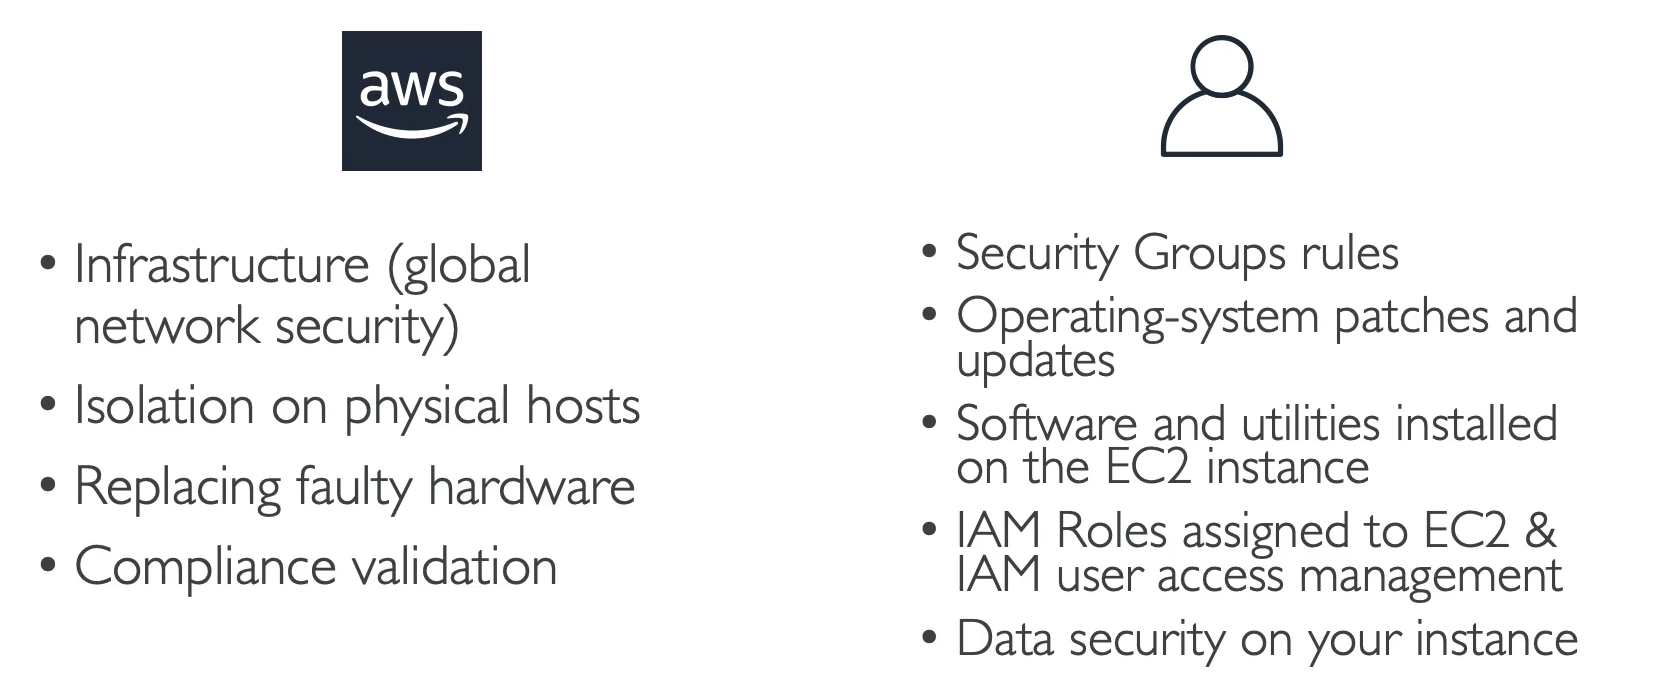 aws
• Infrastructure (global
network security)
• Isolation on physical hosts
• Replacing faulty hardware
• Compliance validation
• Security Groups rules
• Operating-system patches and
updates
• Software and utilities installed
on the EC2 instance
• IAM Roles assigned to EC2 &
IAM user access management
• Data security on your instance